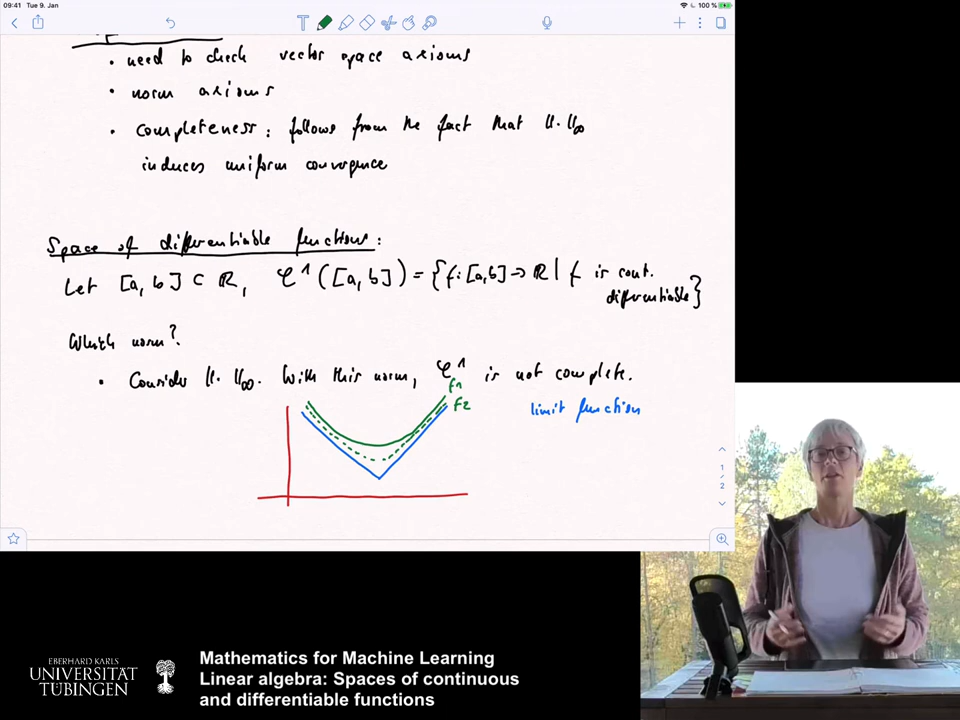 09:41 Tue 9. Jan
100 %
• need to check vector space axioms
• norm axioms
• completeness: follows from the fact that ||·||∞
induces uniform convergence
Space of differentiable functions:
Let [a, b] ⊂ ℝ, 𝒞¹([a, b]) = {f: [a,b] → ℝ | f is cont.
differentiable}
Which norm?
• Consider ||·||∞. With this norm, 𝒞¹ is not complete.
f1
f2
limit function
1
/
2
EBERHARD KARLS
UNIVERSITÄT
TÜBINGEN
Mathematics for Machine Learning
Linear algebra: Spaces of continuous
and differentiable functions